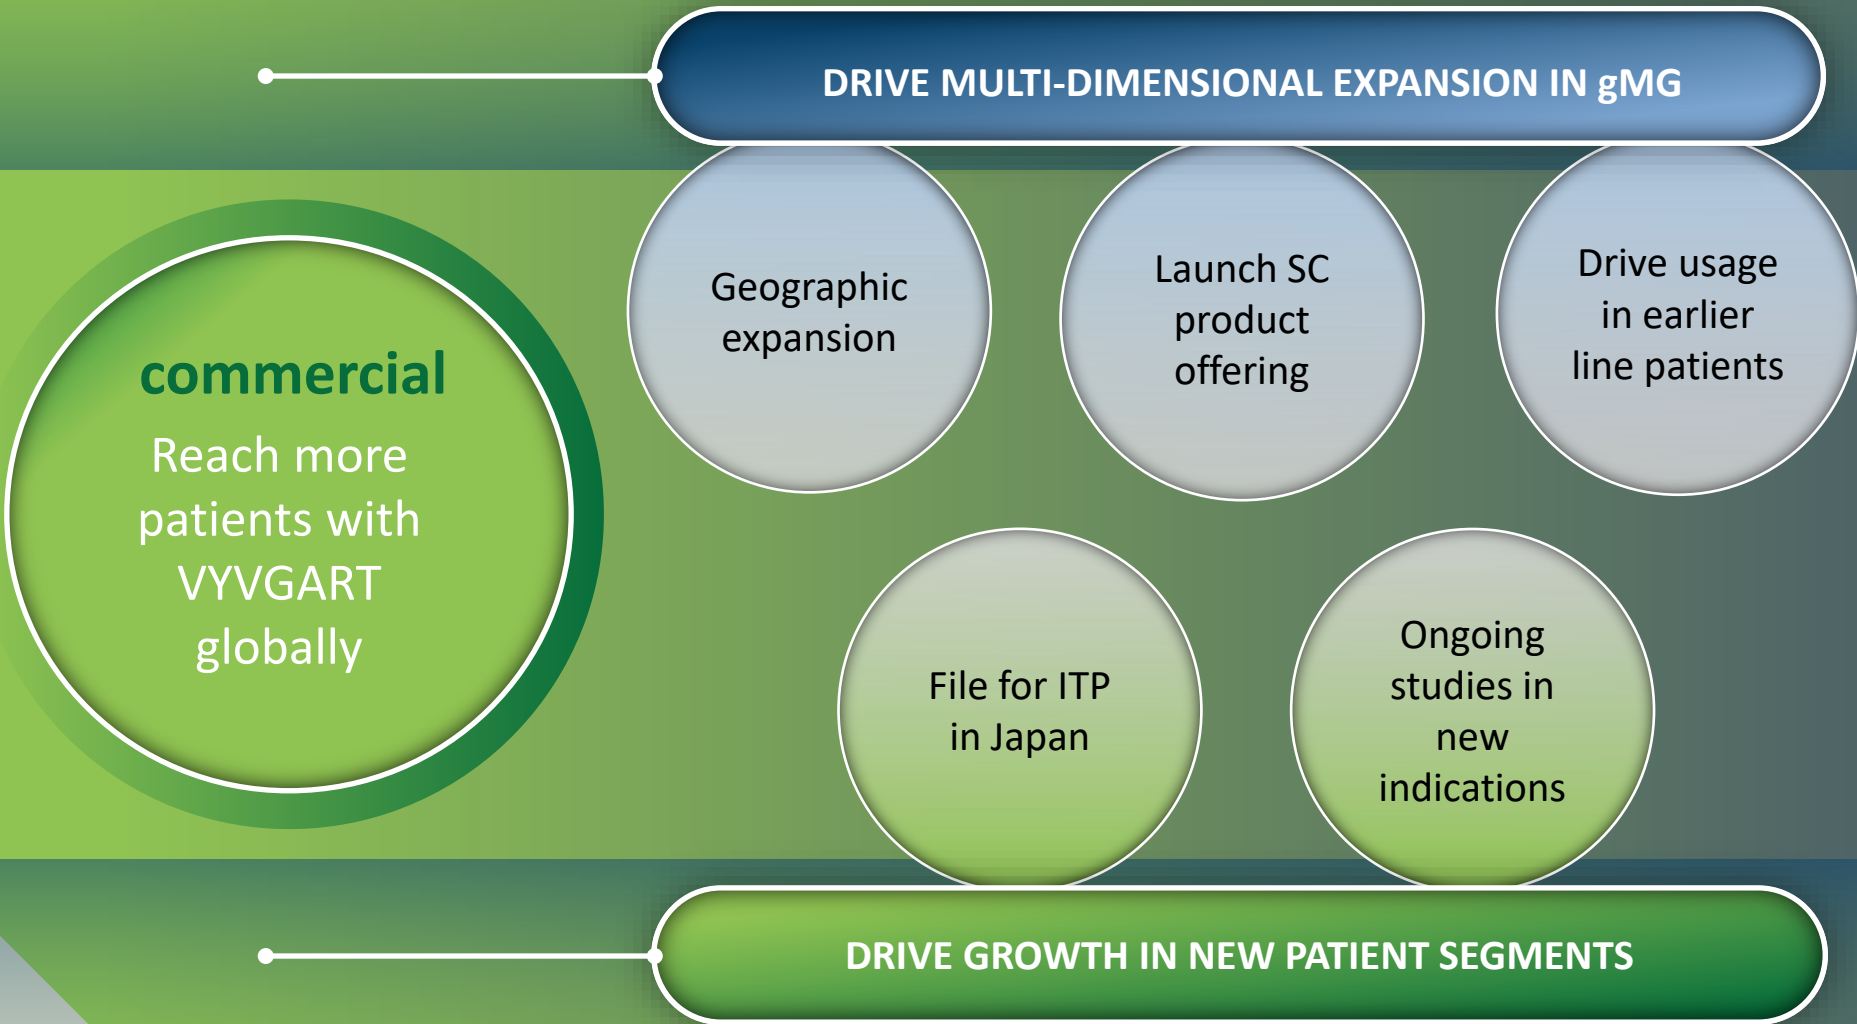 DRIVE MULTI-DIMENSIONAL EXPANSION IN gMG
Geographic
expansion
Launch SC
product
offering
Drive usage
in earlier
line patients
commercial
Reach more
patients with
VYVGART
globally
File for ITP
in Japan
Ongoing
studies in
new
indications
DRIVE GROWTH IN NEW PATIENT SEGMENTS